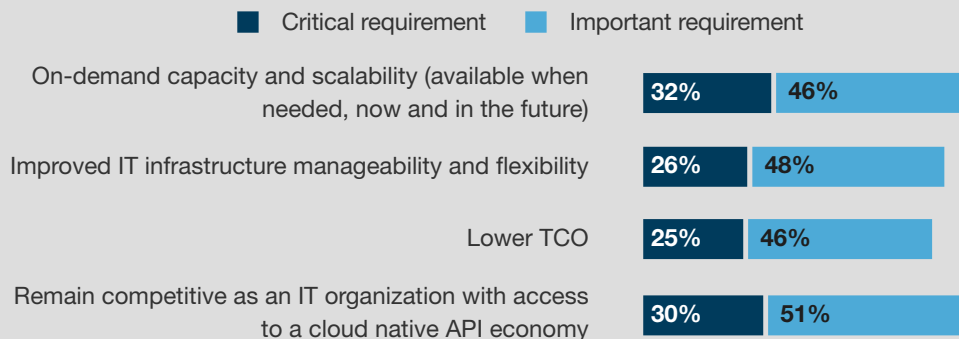 Critical requirement Important requirement
On-demand capacity and scalability (available when
needed, now and in the future)
32% 46%
Improved IT infrastructure manageability and flexibility
26% 48%
Lower TCO
25% 46%
Remain competitive as an IT organization with access
to a cloud native API economy
30% 51%